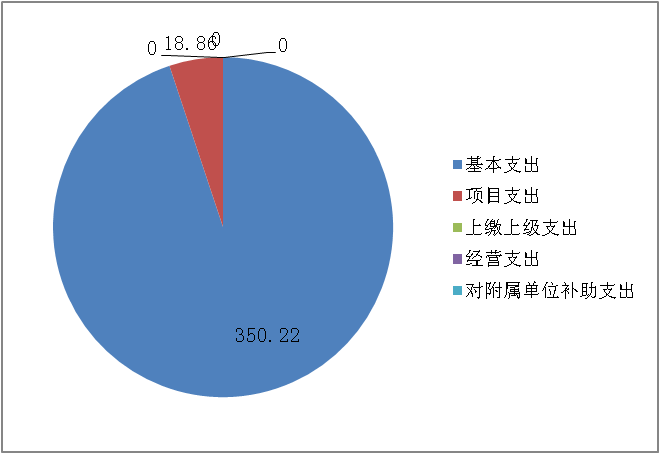 0
18.86
0
0
350.22
基本支出
项目支出
上缴上级支出
经营支出
对附属单位补助支出